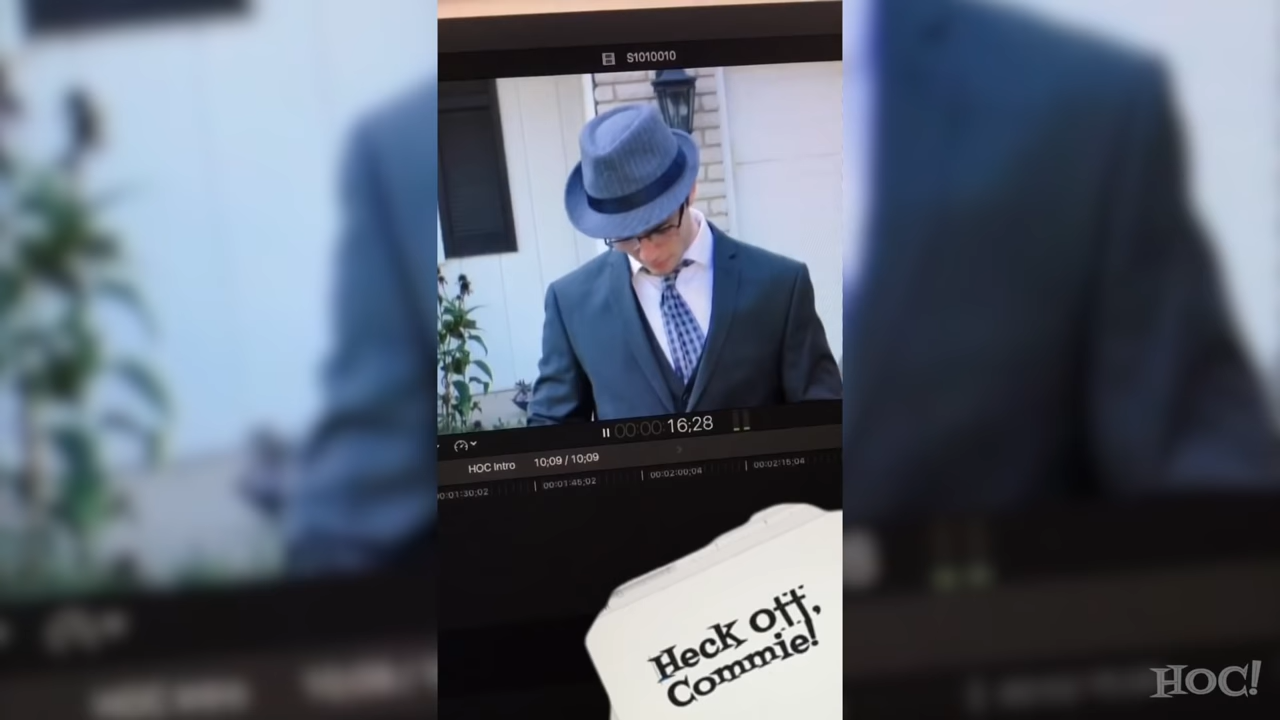 S1010010
00:00:16;28
HOC Intro 10;09 / 10;09
00:01:30;02 00:01:45;02 00:02:00;04 00:02:15;04
Heck off,
Commie!
HOC!